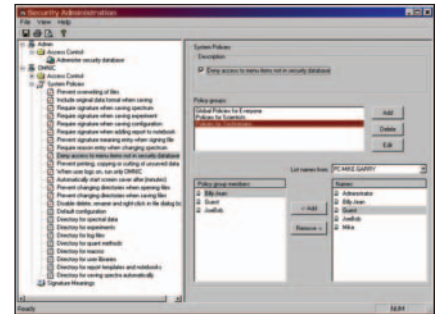 Security Administration
File View Help
Admin
Access Control
Administer security database
OMNIC
Access Control
System Policies
Prevent overwriting of files
Include original data format when saving
Require signature when saving spectrum
Require signature when saving experiment
Require signature when saving configuration
Require signature when adding report to notebook
Prevent signature meaning entry when signing file
Require reason entry when changing spectrum
Deny access to menu items not in security database
Prevent printing, copying or cutting of unsaved data
When user logs on, run only OMNIC
Automatically start screen saver after (minutes)
Prevent changing directories when opening files
Prevent changing directories when saving files
Disable delete, rename and right-click in file dialog bo
Default configuration
Directory for spectral data
Directory for experiments
Directory for log files
Directory for quant methods
Directory for macros
Directory for user libraries
Directory for report templates and notebooks
Directory for saving spectra automatically
Signature Meanings
System Policies
Description
Deny access to menu items not in security database
Policy groups:
Global Policies for Everyone
Policies for Scientists
Policies for Technicians
Add
Delete
Edit
List names from: PC-MIKE-GARRY
Policy group members
Billy Jean
Guest
JoeBob
< Add
Remove >
Names:
Administrator
Billy Jean
Guest
JoeBob
Mike
Ready
NUM